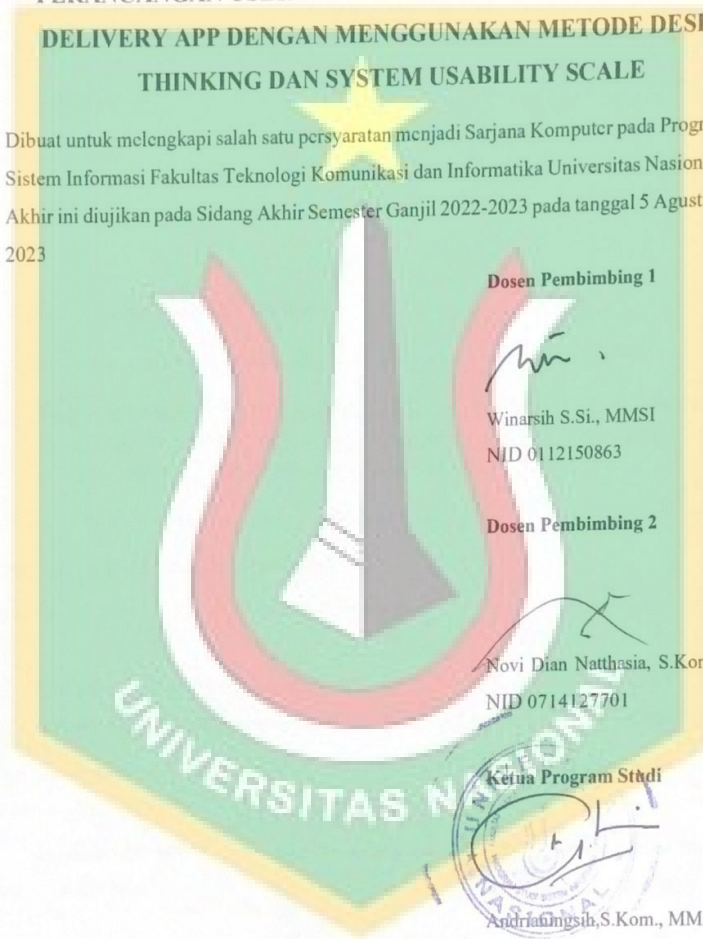 DELIVERY APP DENGAN MENGGUNAKAN METODE DESI
THINKING DAN SYSTEM USABILITY SCALE
Dibuat untuk melengkapi salah satu persyaratan menjadi Sarjana Komputer pada Progr
Sistem Informasi Fakultas Teknologi Komunikasi dan Informatika Universitas Nasion
Akhir ini diujikan pada Sidang Akhir Semester Ganjil 2022-2023 pada tanggal 5 Agust
2023
Dosen Pembimbing 1
Winarsih S.Si., MMSI
NID 0112150863
Dosen Pembimbing 2
Novi Dian Natthasia, S.Kom
NID 0714127701
Ketua Program Studi
Andrianingsih,S.Kom., MM
UNIVERSITAS NASIONAL